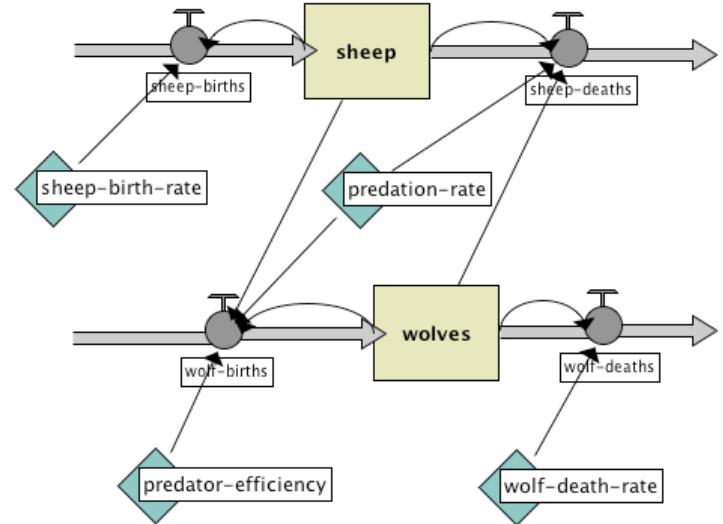 sheep
sheep-births
sheep-deaths
sheep-birth-rate
predation-rate
wolves
wolf-births
wolf-deaths
predator-efficiency
wolf-death-rate